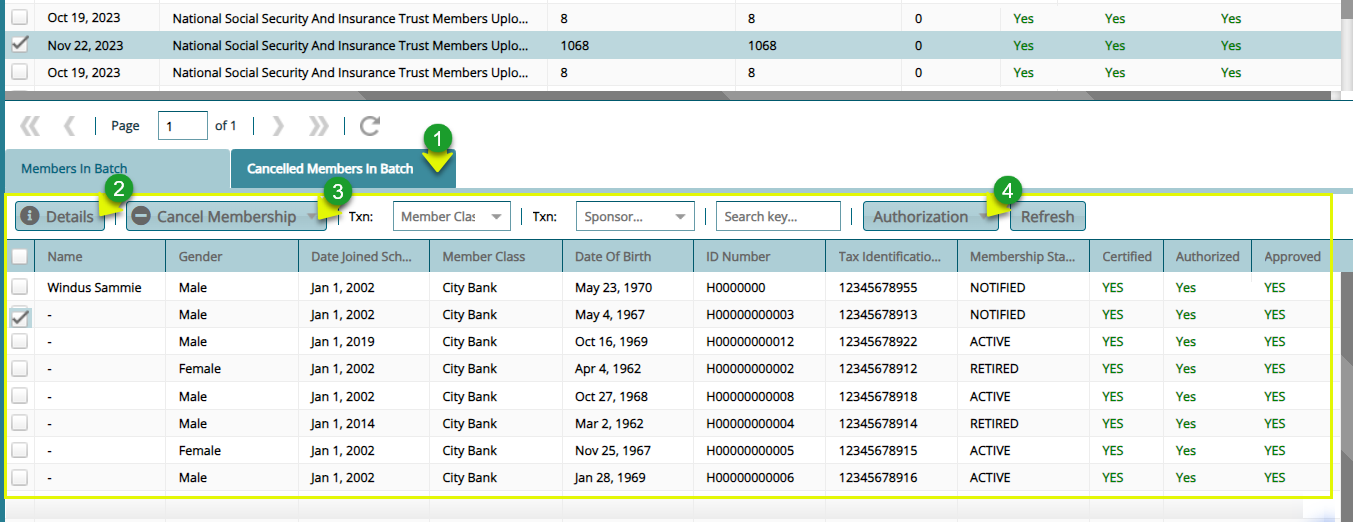 Oct 19, 2023 National Social Security And Insurance Trust Members Uplo... 8 8 0 Yes Yes Yes
Nov 22, 2023 National Social Security And Insurance Trust Members Uplo... 1068 1068 0 Yes Yes Yes
Oct 19, 2023 National Social Security And Insurance Trust Members Uplo... 8 8 0 Yes Yes Yes
Page 1 of 1
1
Members In Batch Cancelled Members In Batch
2 3 4
Details Cancel Membership Txn: Member Clas Txn: Sponsor... Search key... Authorization Refresh
Name Gender Date Joined Sch... Member Class Date Of Birth ID Number Tax Identificatio... Membership Sta... Certified Authorized Approved
Windus Sammie Male Jan 1, 2002 City Bank May 23, 1970 H0000000 12345678955 NOTIFIED YES Yes YES
- Male Jan 1, 2002 City Bank May 4, 1967 H00000000003 12345678913 NOTIFIED YES Yes YES
- Male Jan 1, 2019 City Bank Oct 16, 1969 H00000000012 12345678922 ACTIVE YES Yes YES
- Female Jan 1, 2002 City Bank Apr 4, 1962 H00000000002 12345678912 RETIRED YES Yes YES
- Male Jan 1, 2002 City Bank Oct 27, 1968 H00000000008 12345678918 ACTIVE YES Yes YES
- Male Jan 1, 2014 City Bank Mar 2, 1962 H00000000004 12345678914 RETIRED YES Yes YES
- Female Jan 1, 2002 City Bank Nov 25, 1967 H00000000005 12345678915 ACTIVE YES Yes YES
- Male Jan 1, 2002 City Bank Jan 28, 1969 H00000000006 12345678916 ACTIVE YES Yes YES